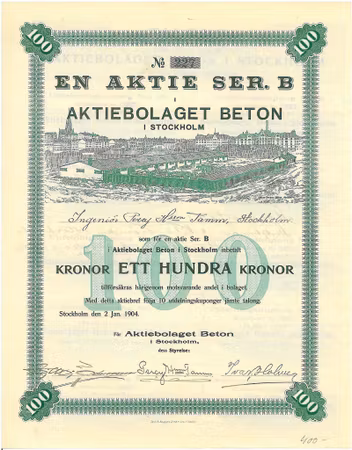 100 100
No 227
EN AKTIE SER. B
I
AKTIEBOLAGET BETON
I STOCKHOLM
Ingeniör Tamm, Stockholm
100
som för en aktie Ser. B
i Aktiebolaget Beton i Stockholm inbetalt
KRONOR ETT HUNDRA KRONOR
tillförsäkras härigenom motsvarande andel i bolaget.
Med detta aktiebref följa 10 utdelningskuponger jämte talong.
Stockholm den 2 Jan. 1904.
För Aktiebolaget Beton
i Stockholm,
dess Styrelse:
100 100
400-